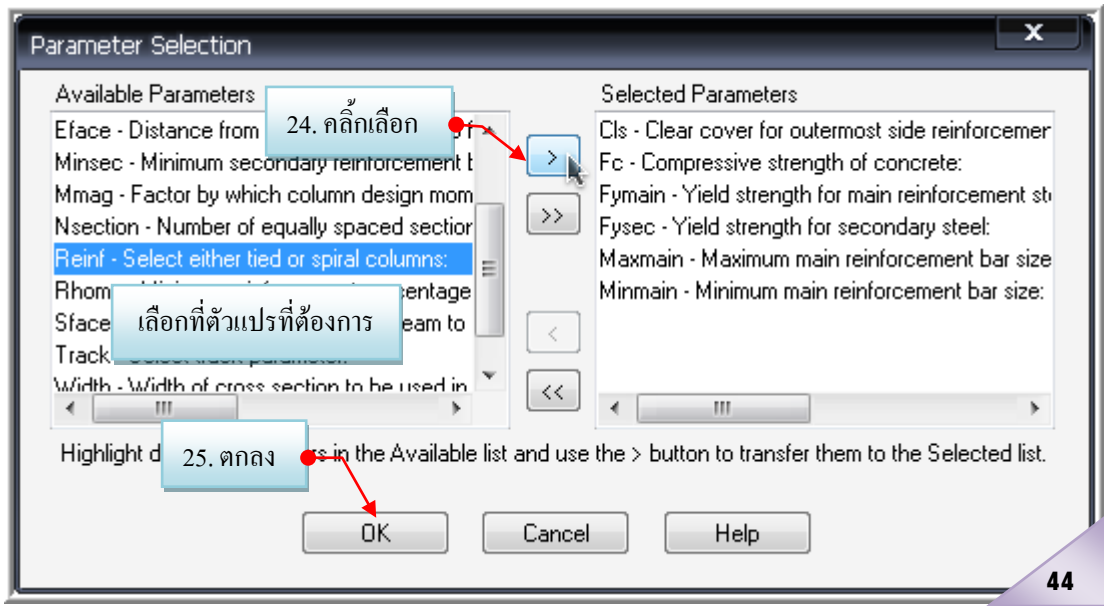 Parameter Selection
x
Available Parameters
Selected Parameters
24. คลิ้กเลือก
Eface - Distance from
Minsec - Minimum secondary reinforcement
Mmag - Factor by which column design mom
Nsection - Number of equally spaced section
Reinf - Select either tied or spiral columns:
Sface
เลือกที่ตัวแปรที่ต้องการ
Track
Width - Width of cross section to be used in
>
>>
<
<<
Cls - Clear cover for outermost side reinforcemer
Fc - Compressive strength of concrete:
Fymain - Yield strength for main reinforcement st
Fysec - Yield strength for secondary steel:
Maxmain - Maximum main reinforcement bar size
Minmain - Minimum main reinforcement bar size:
Highlight d
25. ตกลง
in the Available list and use the > button to transfer them to the Selected list.
OK
Cancel
Help
44